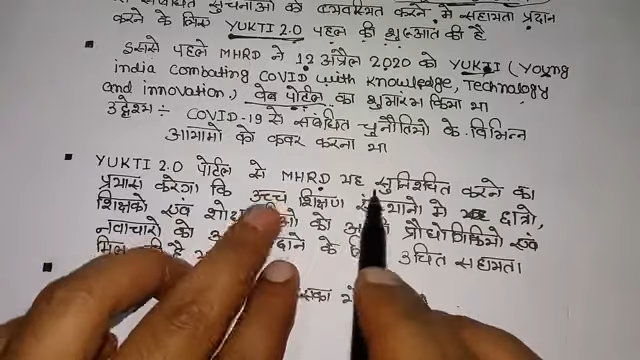 संबंधित सूचनाओं को व्यवस्थित करने में सहायता प्रदान
करने के लिए YUKTI 2.0 पहल की शुरुआत की है
इससे पहले MHRD ने 12 अप्रैल 2020 को YUKTI (Young
india Combating COVID with Knowledge, Technology
and innovation,) वेब पोर्टल का शुभारंभ किया था
उद्देश्य ÷ COVID-19 से संबंधित चुनौतियो के विभिन्न
आयामो को कवर करना था
YUKTI 2.0 पोर्टल से MHRD यह सुनिश्चित करने का
प्रयास करेगा कि उच्च शिक्षण में छात्रो,
शिक्षको एवं को प्रौद्योगिकियो एवं
नवाचारो को के उचित सहायता
मिल